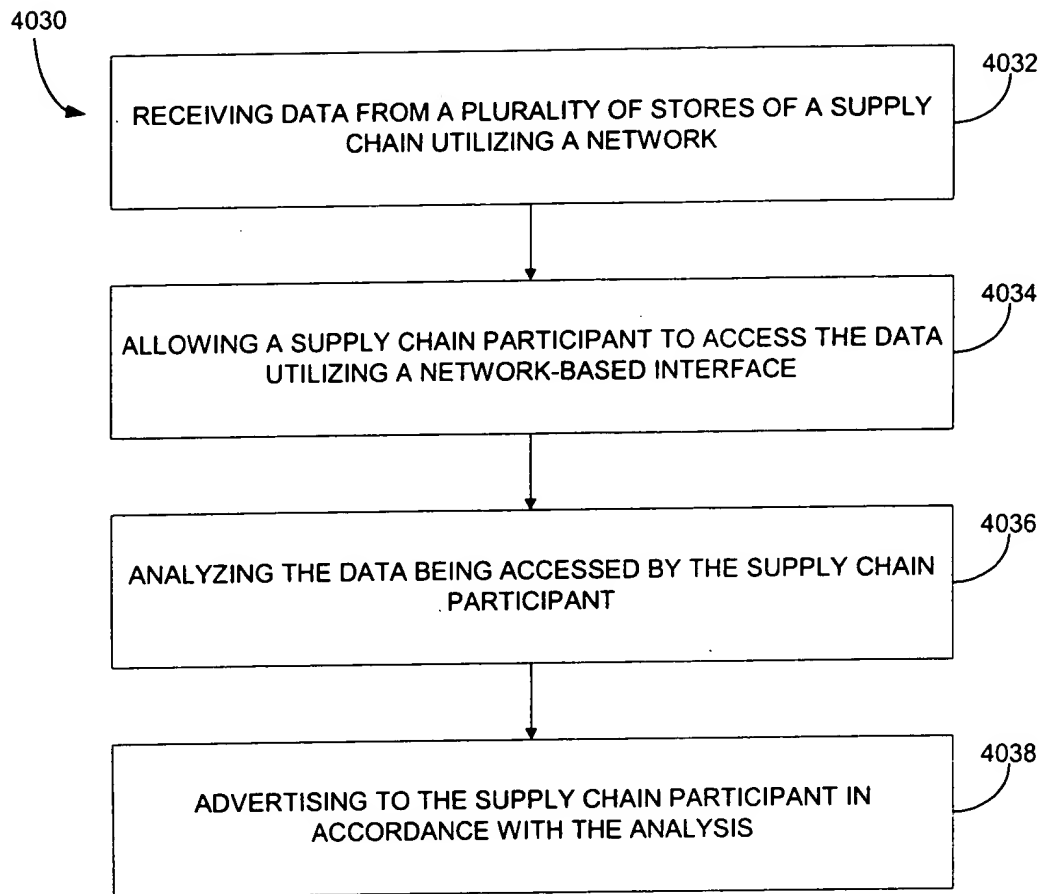 4030
4032
RECEIVING DATA FROM A PLURALITY OF STORES OF A SUPPLY
CHAIN UTILIZING A NETWORK
4034
ALLOWING A SUPPLY CHAIN PARTICIPANT TO ACCESS THE DATA
UTILIZING A NETWORK-BASED INTERFACE
4036
ANALYZING THE DATA BEING ACCESSED BY THE SUPPLY CHAIN
PARTICIPANT
4038
ADVERTISING TO THE SUPPLY CHAIN PARTICIPANT IN
ACCORDANCE WITH THE ANALYSIS